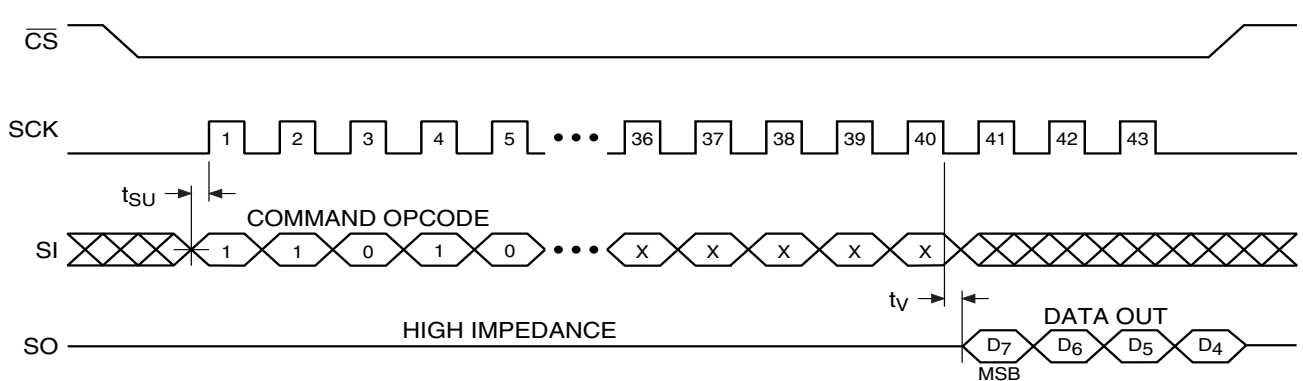 CS
SCK 1 2 3 4 5 ••• 36 37 38 39 40 41 42 43
tSU
COMMAND OPCODE
SI 1 1 0 1 0 ••• X X X X X
tV
HIGH IMPEDANCE DATA OUT
SO D7 D6 D5 D4
MSB